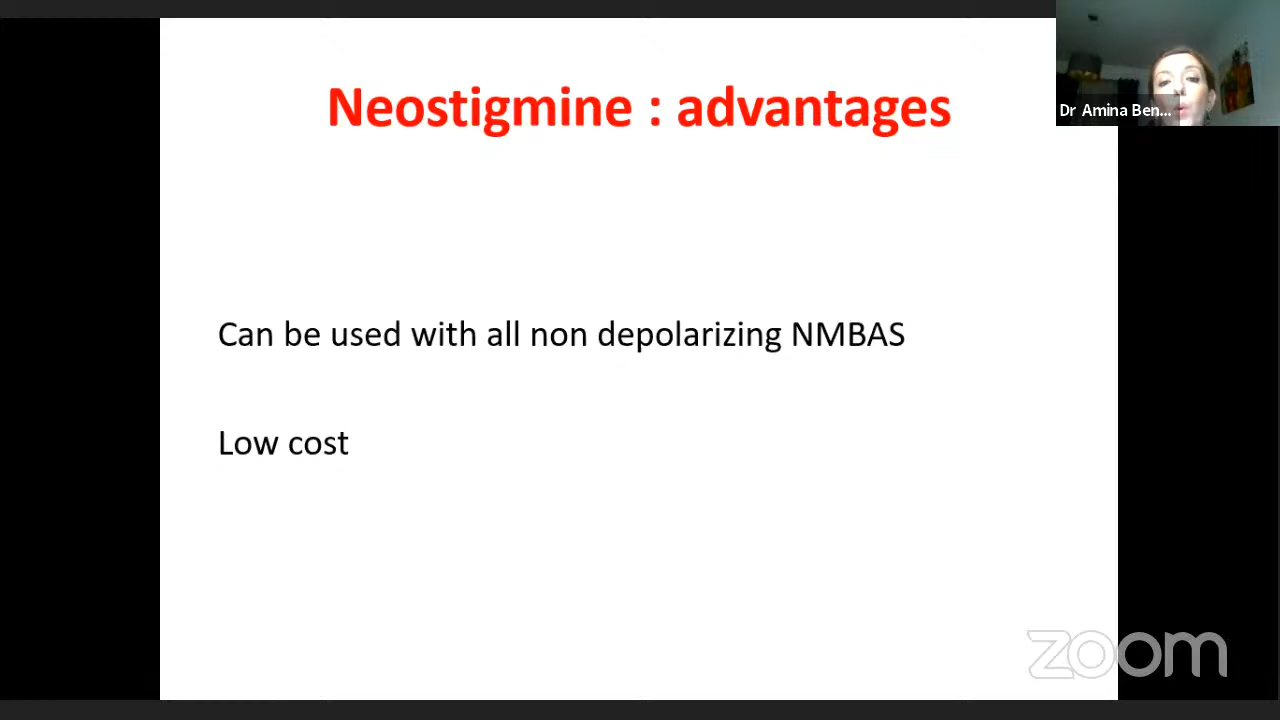 Neostigmine : advantages
Dr Amina Ben...
Can be used with all non depolarizing NMBAS
Low cost
zoom